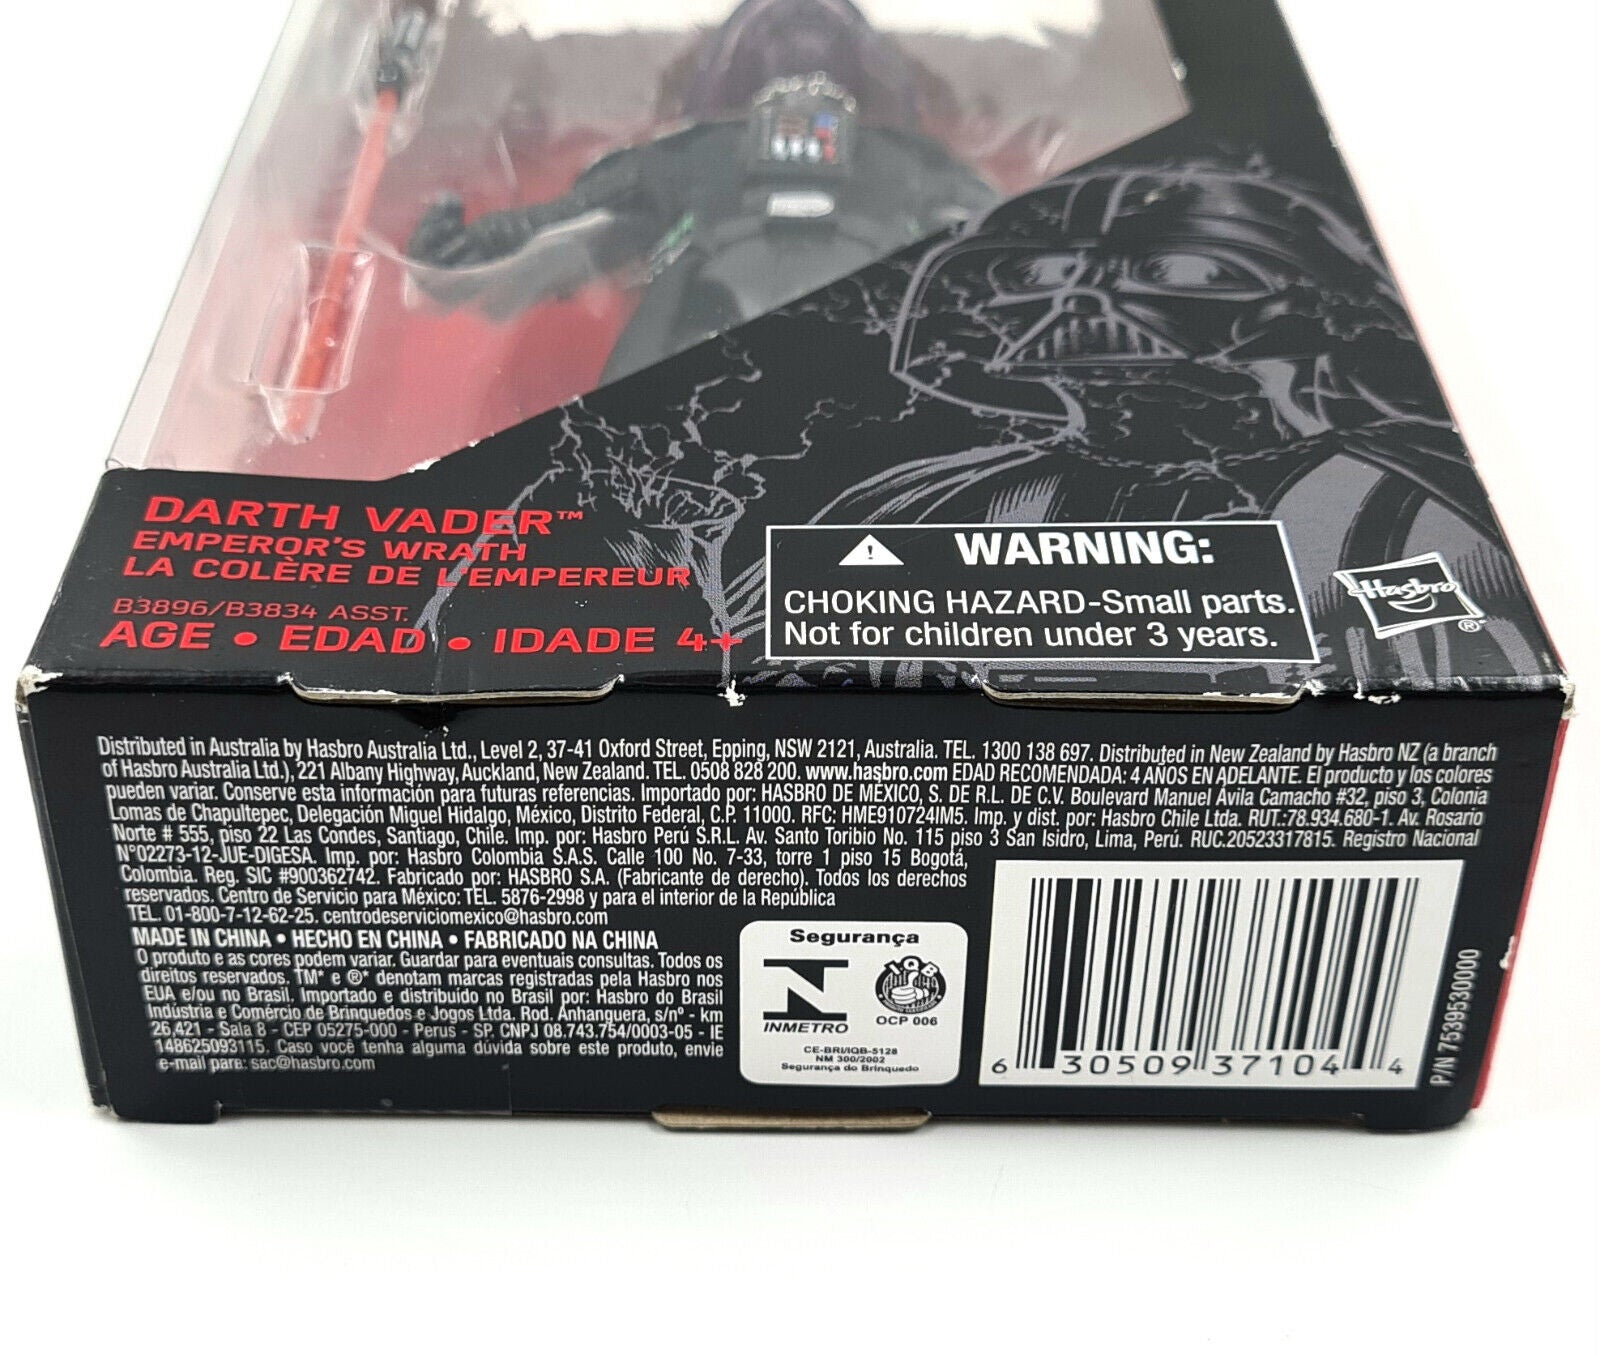 DARTH VADER™
EMPEROR'S WRATH
LA COLÈRE DE L'EMPEREUR
B3896/B3834 ASST.
AGE • EDAD • IDADE 4+
WARNING:
CHOKING HAZARD-Small parts.
Not for children under 3 years.
Hasbro®
Distributed in Australia by Hasbro Australia Ltd., Level 2, 37-41 Oxford Street, Epping, NSW 2121, Australia. TEL. 1300 138 697. Distributed in New Zealand by Hasbro NZ (a branch
of Hasbro Australia Ltd.), 221 Albany Highway, Auckland, New Zealand. TEL. 0508 828 200. www.hasbro.com EDAD RECOMENDADA: 4 AÑOS EN ADELANTE. El producto y los colores
pueden variar. Conserve esta información para futuras referencias. Importado por: HASBRO DE MÉXICO, S. DE R.L. DE C.V. Boulevard Manuel Ávila Camacho #32, piso 3, Colonia
Lomas de Chapultepec, Delegación Miguel Hidalgo, México, Distrito Federal, C.P. 11000. RFC: HME910724IM5. Imp. y dist. por: Hasbro Chile Ltda. RUT.:78.934.680-1. Av. Rosario
Norte # 555, piso 22 Las Condes, Santiago, Chile. Imp. por: Hasbro Perú S.R.L. Av. Santo Toribio No. 115 piso 3 San Isidro, Lima, Perú. RUC.20523317815. Registro Nacional
N°02273-12-JUE-DIGESA. Imp. por: Hasbro Colombia S.A.S. Calle 100 No. 7-33, torre 1 piso 15 Bogotá,
Colombia. Reg. SIC #900362742. Fabricado por: HASBRO S.A. (Fabricante de derecho). Todos los derechos
reservados. Centro de Servicio para México: TEL. 5876-2998 y para el interior de la República
TEL. 01-800-7-12-62-25. centrodeserviciomexico@hasbro.com
MADE IN CHINA • HECHO EN CHINA • FABRICADO NA CHINA
O produto e as cores podem variar. Guardar para eventuais consultas. Todos os
direitos reservados. TM* e ®* denotam marcas registradas pela Hasbro nos
EUA e/ou no Brasil. Importado e distribuído no Brasil por: Hasbro do Brasil
Indústria e Comércio de Brinquedos e Jogos Ltda. Rod. Anhanguera, s/nº - km
26,421 - Sala 8 - CEP 05275-000 - Perus - SP. CNPJ 08.743.754/0003-05 - IE
148625093115. Caso você tenha alguma dúvida sobre este produto, envie
e-mail para: sac@hasbro.com
Segurança
IQB
INMETRO
OCP 006
CE-BRI/IQB-5128
NM 300/2002
Segurança do Brinquedo
6 30509 37104 4
P/N 7539530000